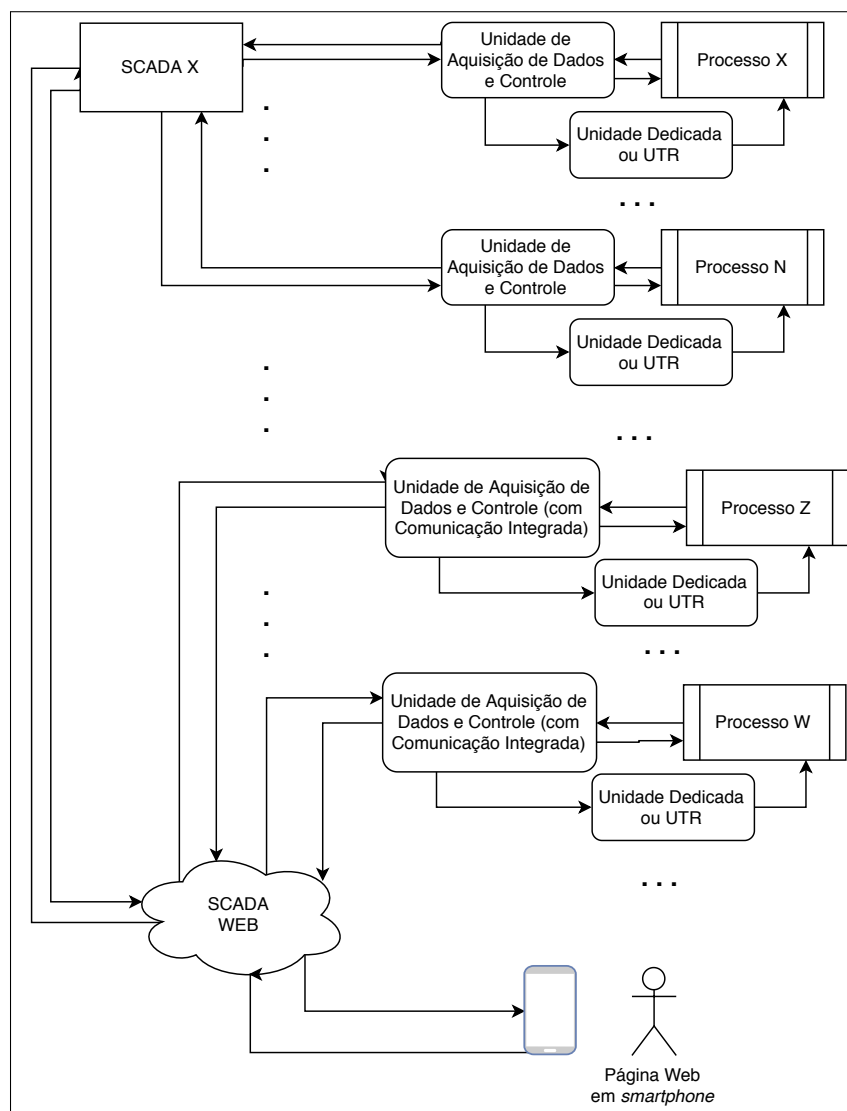 SCADA X
Unidade de
Aquisição de Dados
e Controle
Processo X
Unidade Dedicada
ou UTR
. . .
Unidade de
Aquisição de Dados
e Controle
Processo N
Unidade Dedicada
ou UTR
. . .
Unidade de Aquisição de
Dados e Controle (com
Comunicação Integrada)
Processo Z
Unidade Dedicada
ou UTR
. . .
Unidade de Aquisição de
Dados e Controle (com
Comunicação Integrada)
Processo W
Unidade Dedicada
ou UTR
. . .
SCADA
WEB
Página Web
em smartphone